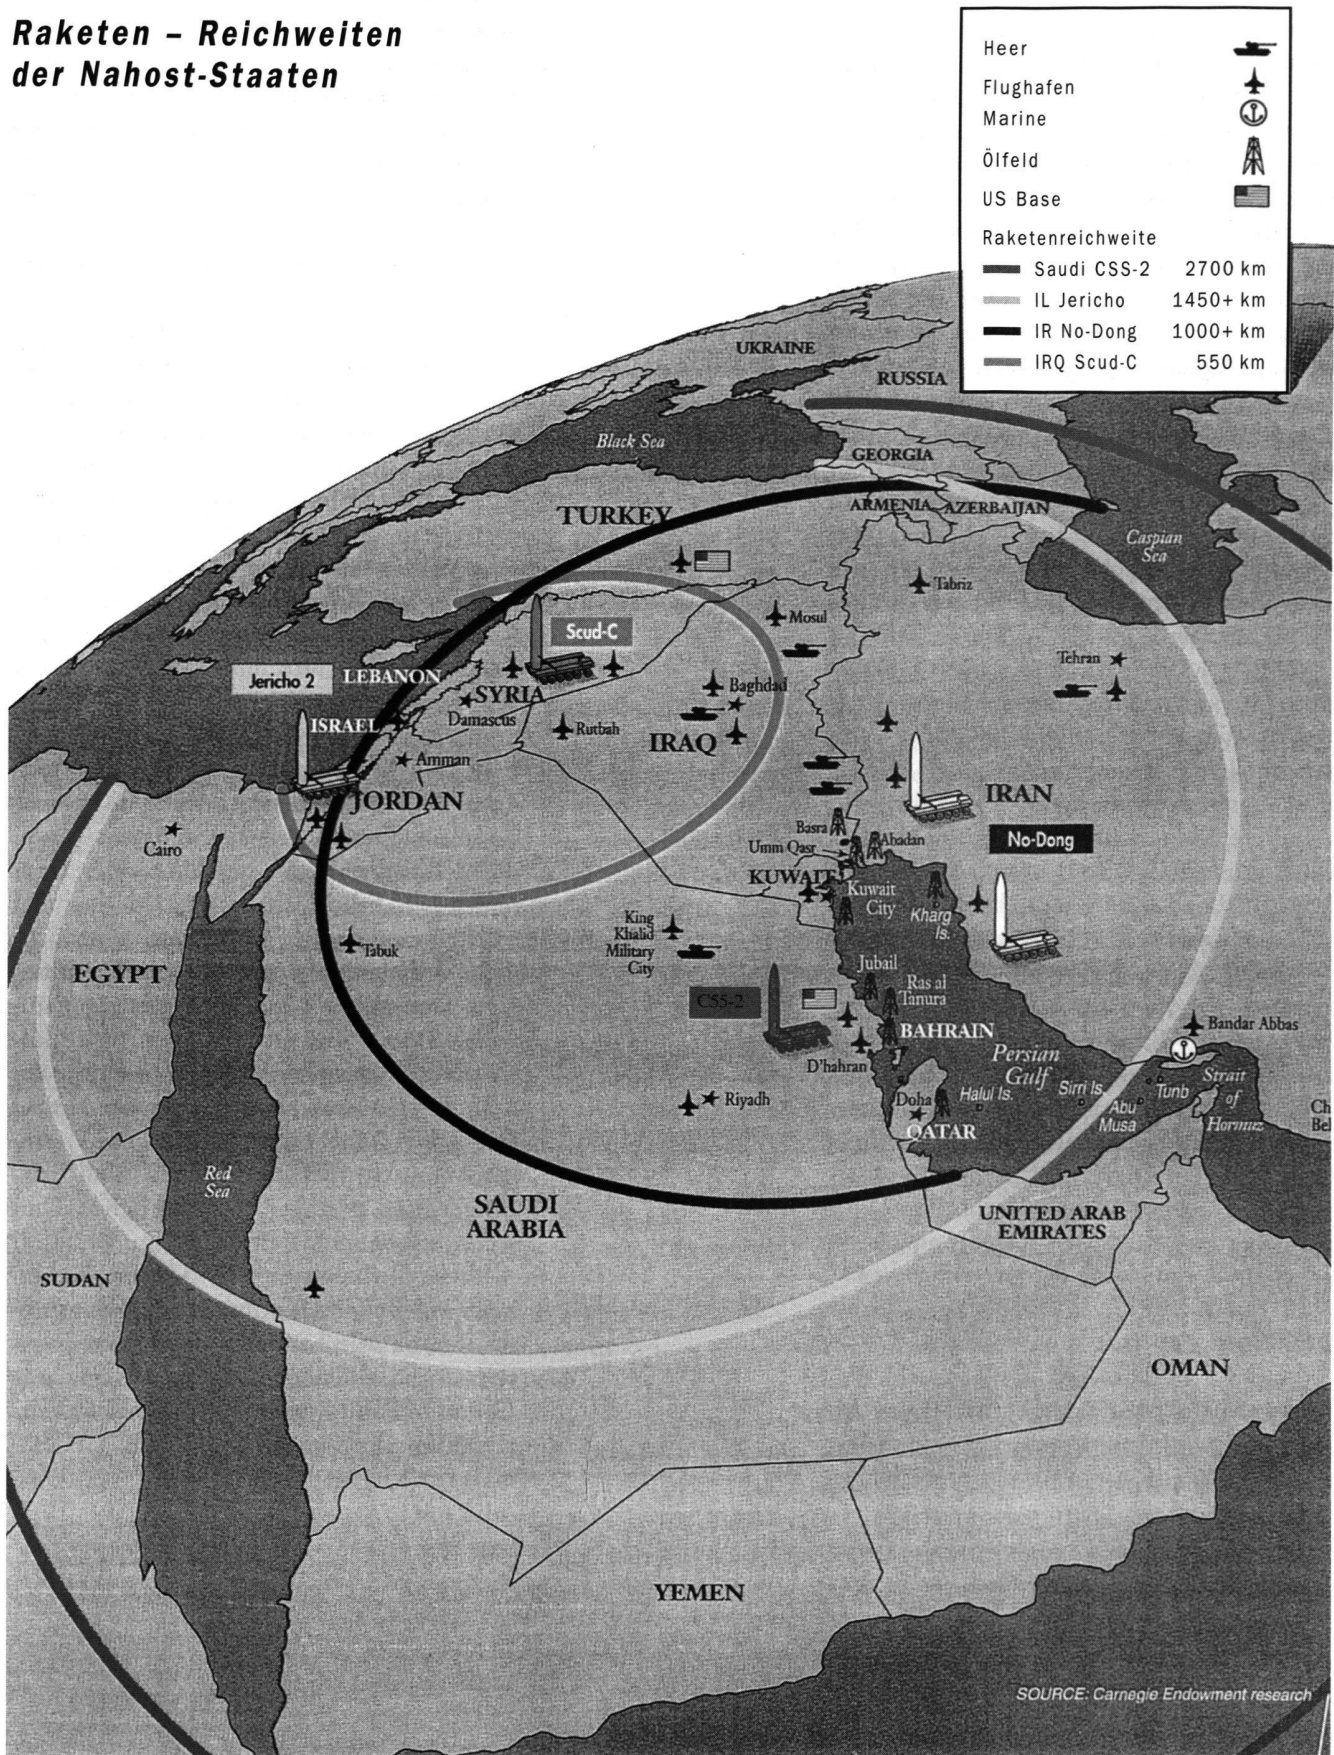 Raketen – Reichweiten
der Nahost-Staaten
Heer
Flughafen
Marine
Ölfeld
US Base
Raketenreichweite
Saudi CSS-2 2700 km
IL Jericho 1450+ km
IR No-Dong 1000+ km
IRQ Scud-C 550 km
UKRAINE
RUSSIA
Black Sea
GEORGIA
TURKEY
ARMENIA
AZERBAIJAN
Caspian
Sea
Tabriz
Mosul
Scud-C
Tehran
Jericho 2
LEBANON
SYRIA
Baghdad
Damascus
ISRAEL
Rutbah
IRAQ
Amman
JORDAN
IRAN
Cairo
Basra
Abadan
Umm Qasr
No-Dong
KUWAIT
Kuwait
City
Kharg
Is.
King
Khalid
Military
City
Tabuk
EGYPT
Jubail
Ras al
Tanura
CS5-2
BAHRAIN
Bandar Abbas
Persian
Gulf
D'hahran
Strait
of
Hormuz
Doha
Halul Is.
Sirri Is.
Tunb
Abu
Musa
Riyadh
Ch
Bel
QATAR
Red
Sea
SAUDI
ARABIA
UNITED ARAB
EMIRATES
SUDAN
OMAN
YEMEN
SOURCE: Carnegie Endowment research